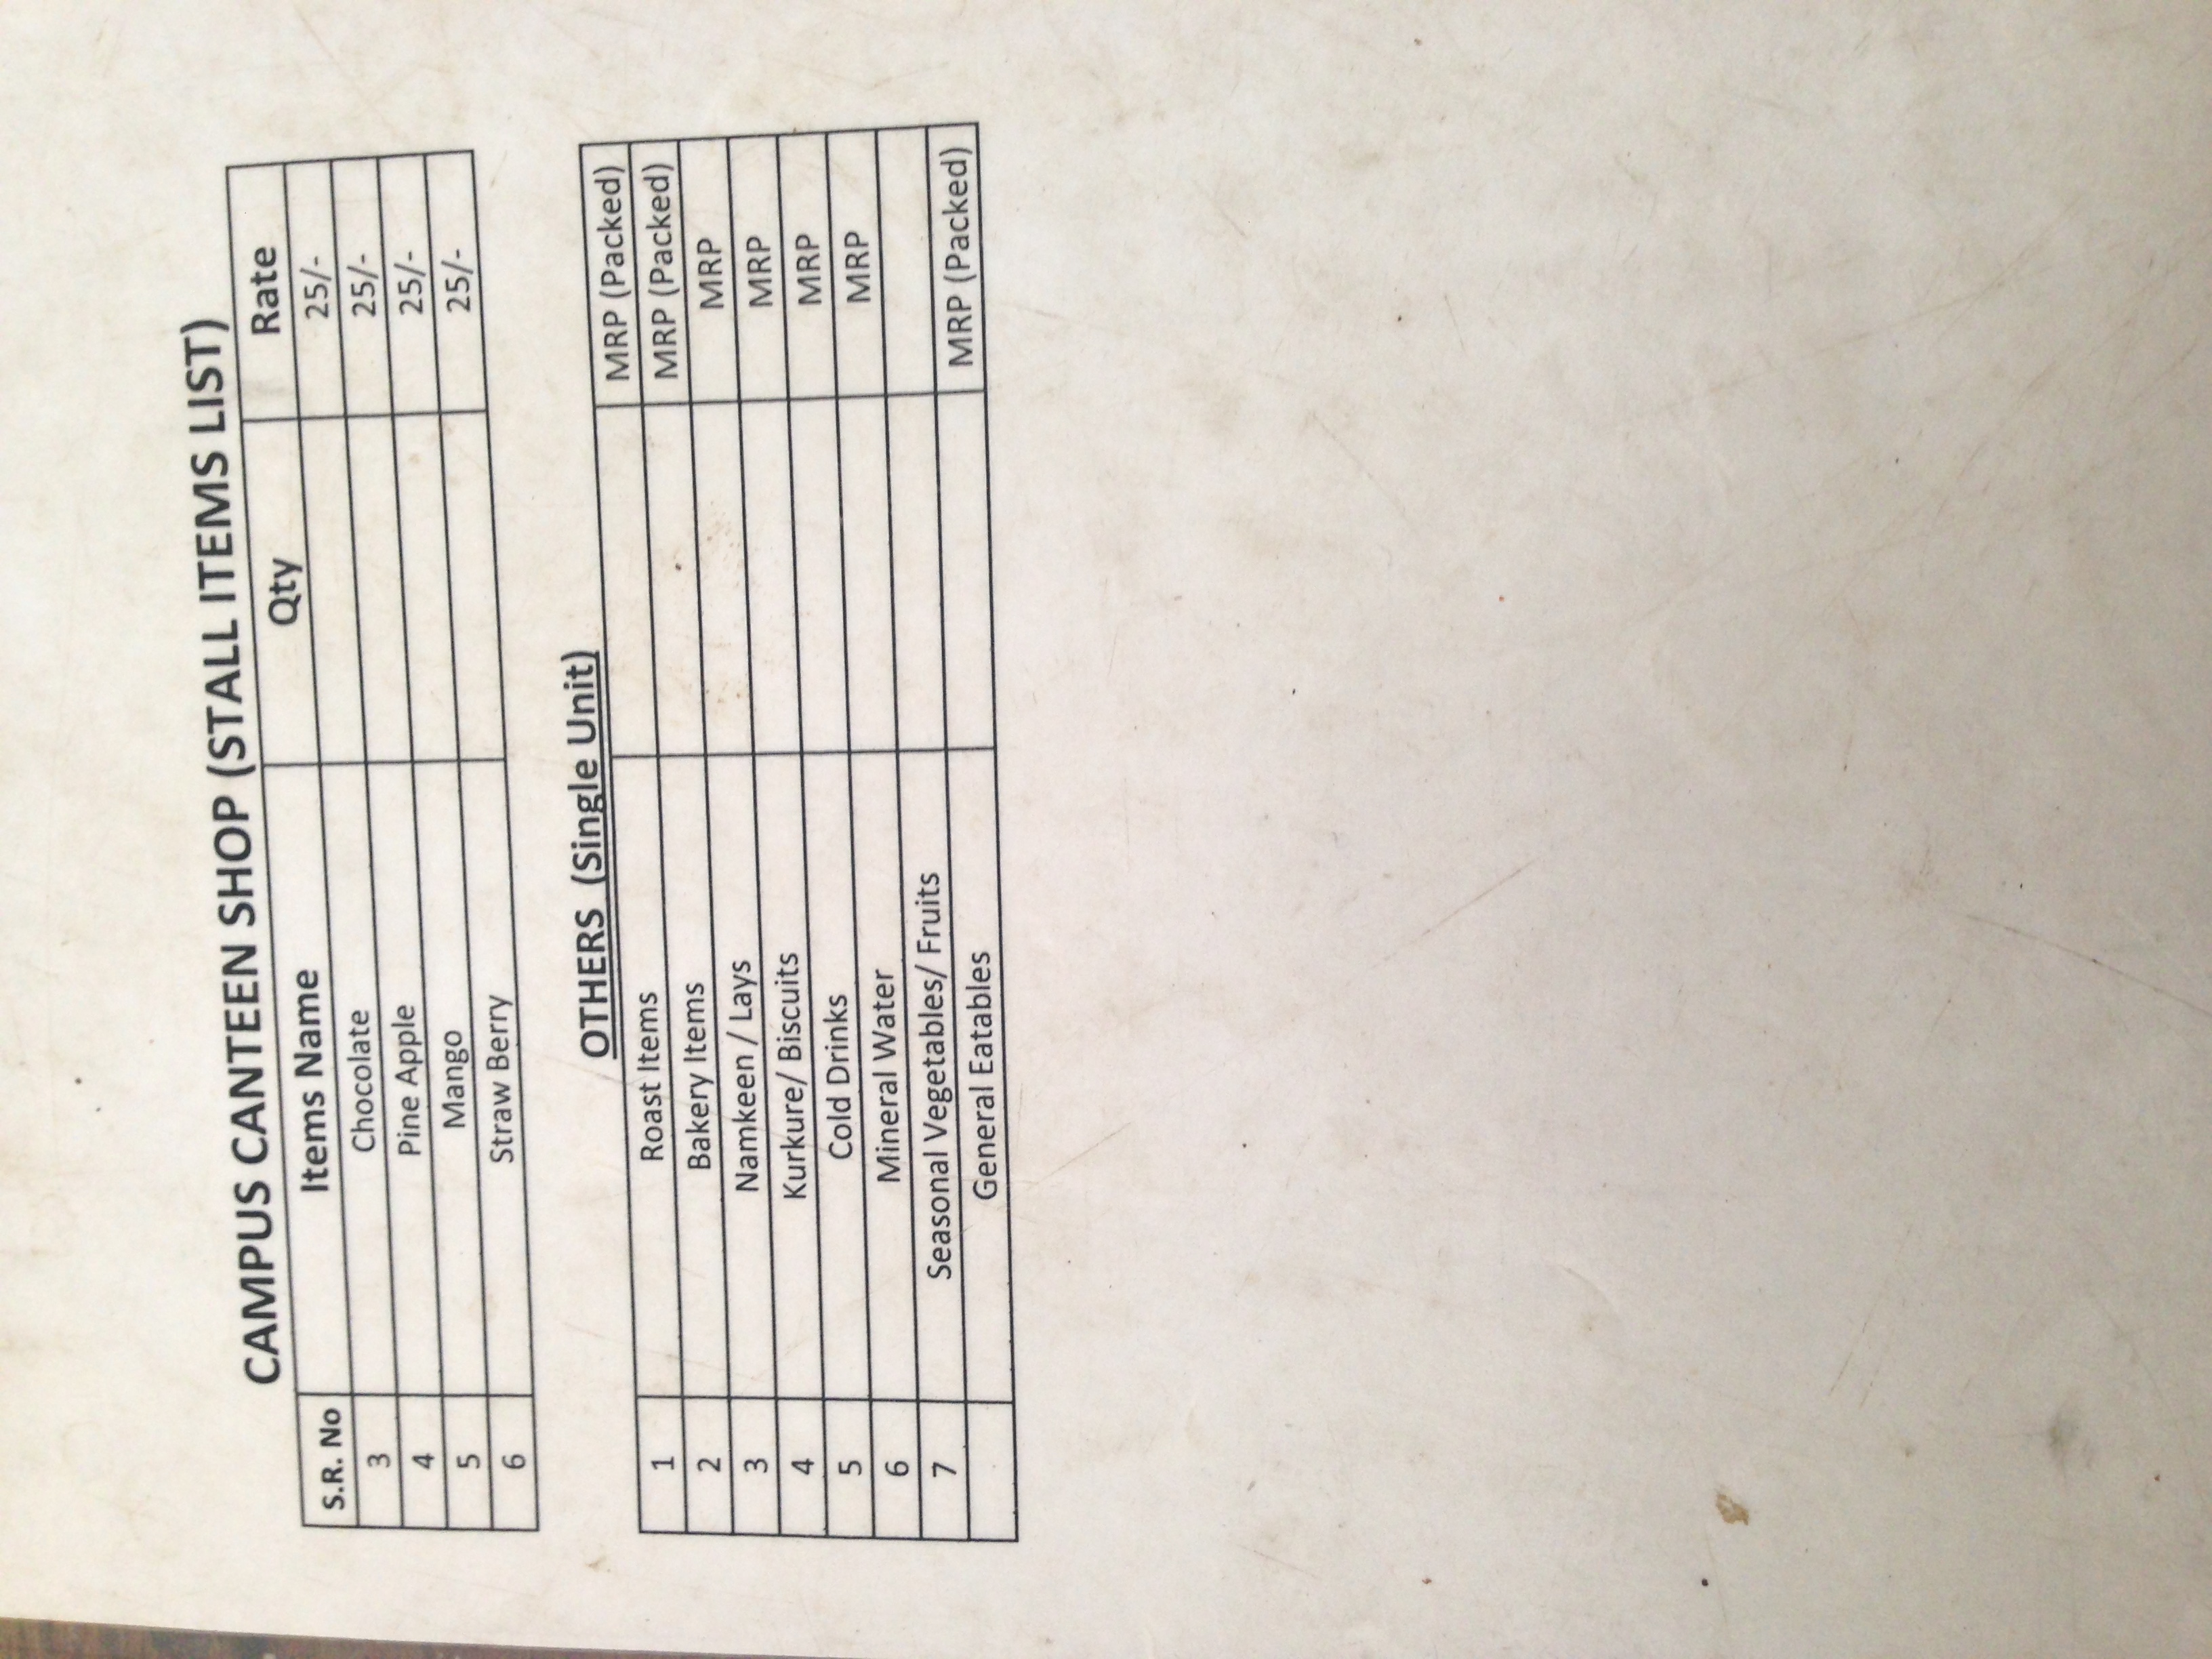 CAMPUS CANTEEN SHOP (STALL ITEMS LIST)
S.R. No Items Name Qty Rate
3 Chocolate 25/-
4 Pine Apple 25/-
5 Mango 25/-
6 Straw Berry 25/-
OTHERS (Single Unit)
1 Roast Items MRP (Packed)
2 Bakery Items MRP (Packed)
3 Namkeen / Lays MRP
4 Kurkure/ Biscuits MRP
5 Cold Drinks MRP
6 Mineral Water MRP
7 Seasonal Vegetables/ Fruits
General Eatables MRP (Packed)